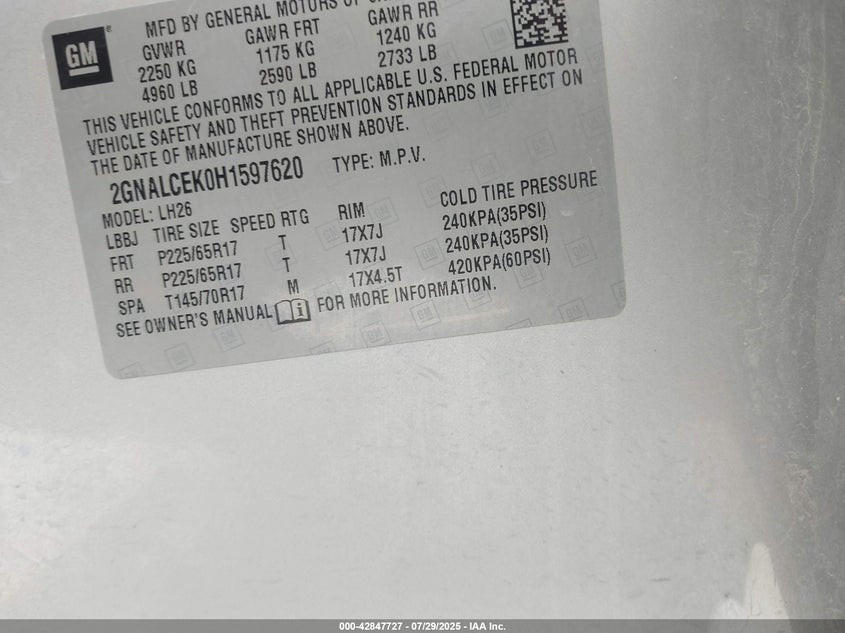 GM
MFD BY GENERAL MOTORS OF
GVWR GAWR FRT GAWR RR
2250 KG 1175 KG 1240 KG
4960 LB 2590 LB 2733 LB
THIS VEHICLE CONFORMS TO ALL APPLICABLE U.S. FEDERAL MOTOR
VEHICLE SAFETY AND THEFT PREVENTION STANDARDS IN EFFECT ON
THE DATE OF MANUFACTURE SHOWN ABOVE.
2GNALCEK0H1597620 TYPE: M.P.V.
MODEL: LH26
LBBJ TIRE SIZE SPEED RTG RIM COLD TIRE PRESSURE
FRT P225/65R17 T 17X7J 240KPA(35PSI)
RR P225/65R17 T 17X7J 240KPA(35PSI)
SPA T145/70R17 M 17X4.5T 420KPA(60PSI)
SEE OWNER'S MANUAL FOR MORE INFORMATION.
000-42847727 - 07/29/2025 - IAA Inc.